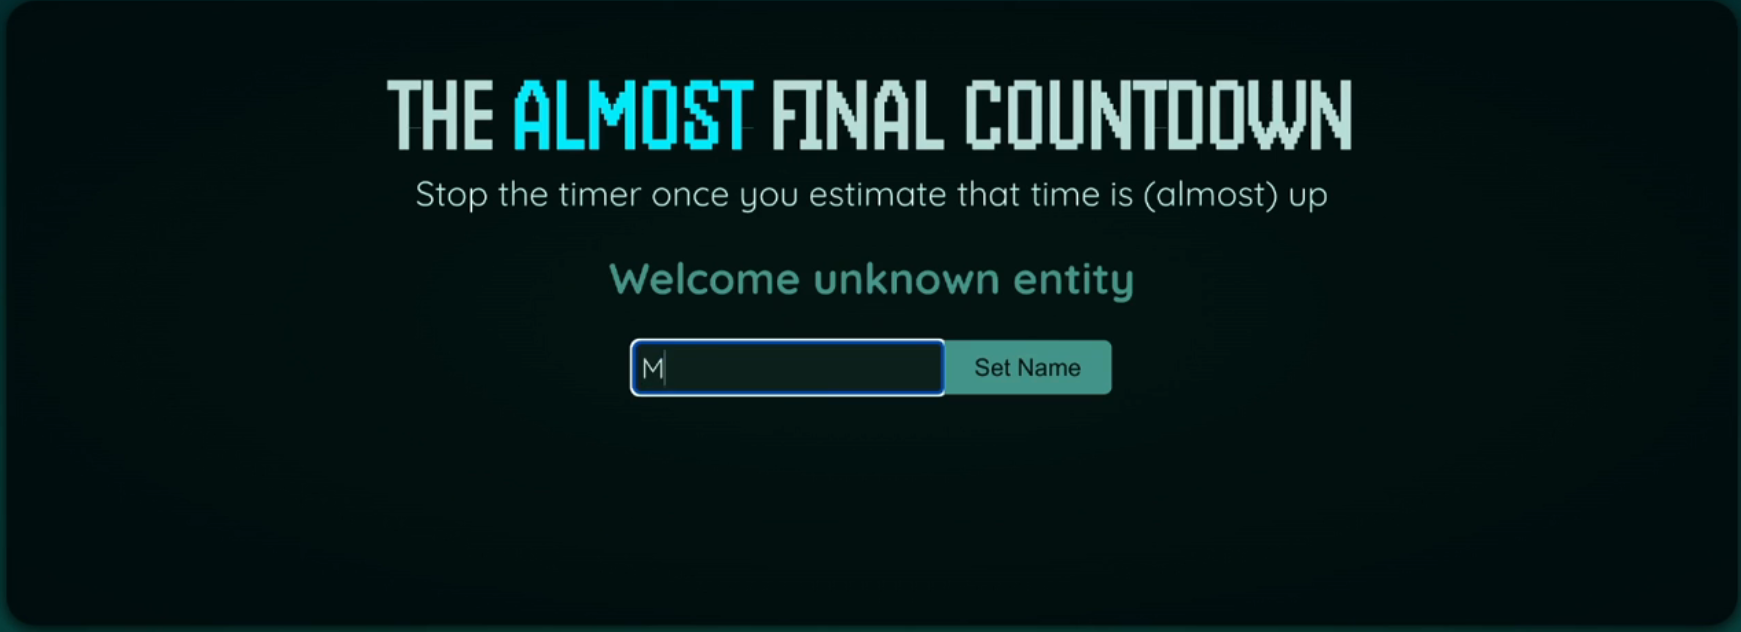 THE ALMOST FINAL COUNTDOWN
Stop the timer once you estimate that time is (almost) up
Welcome unknown entity
M
Set Name